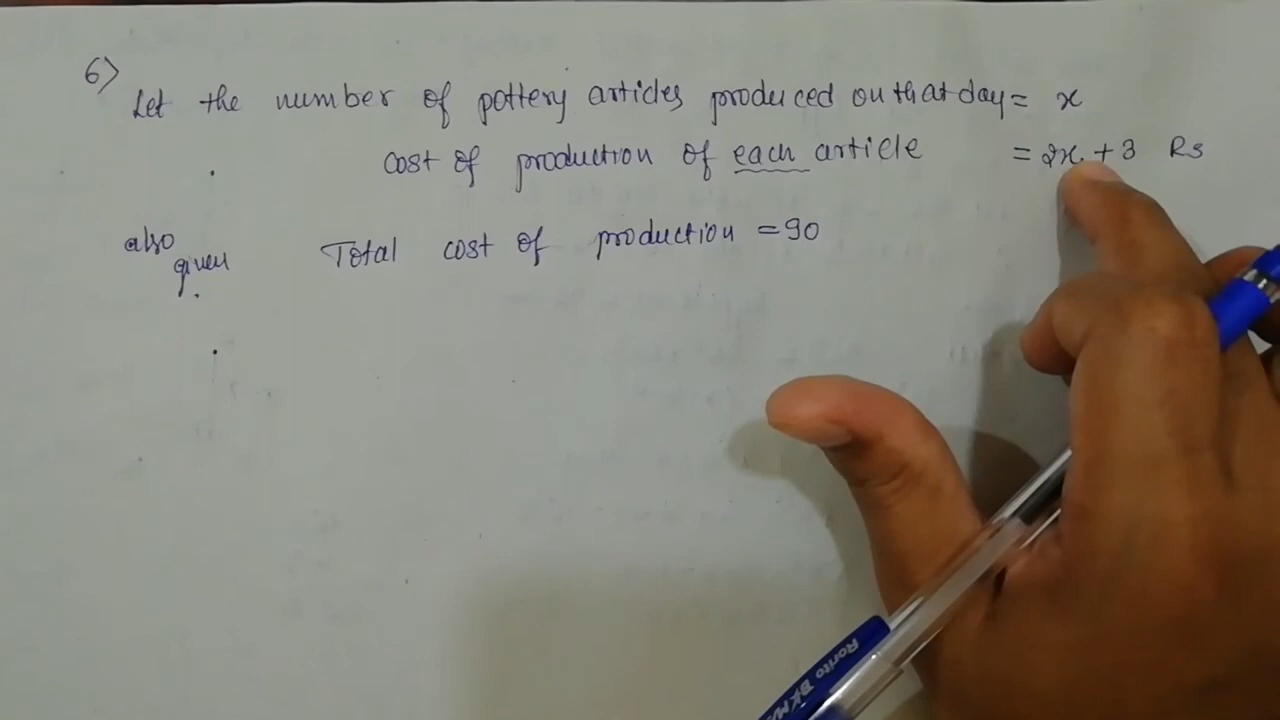 6)
Let the number of pottery articles produced on that day = x
cost of production of each article = 2x + 3 Rs
also given Total cost of production = 90
Rorito